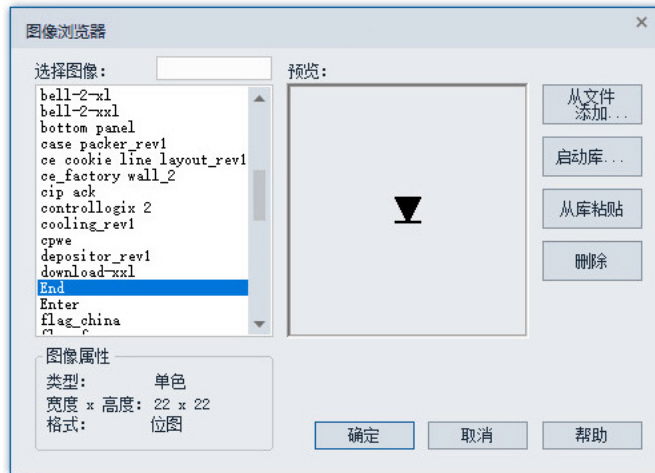 图像浏览器
选择图像:
预览:
bell-2-xl
bell-2-xxl
bottom panel
case packer_rev1
ce cookie line layout_rev1
ce_factory wall_2
cip ack
controllogix 2
cooling_rev1
cpwe
depositor_rev1
download-xxl
End
Enter
flag_china
从文件
添加...
启动库...
从库粘贴
删除
图像属性
类型: 单色
宽度 x 高度: 22 x 22
格式: 位图
确定
取消
帮助